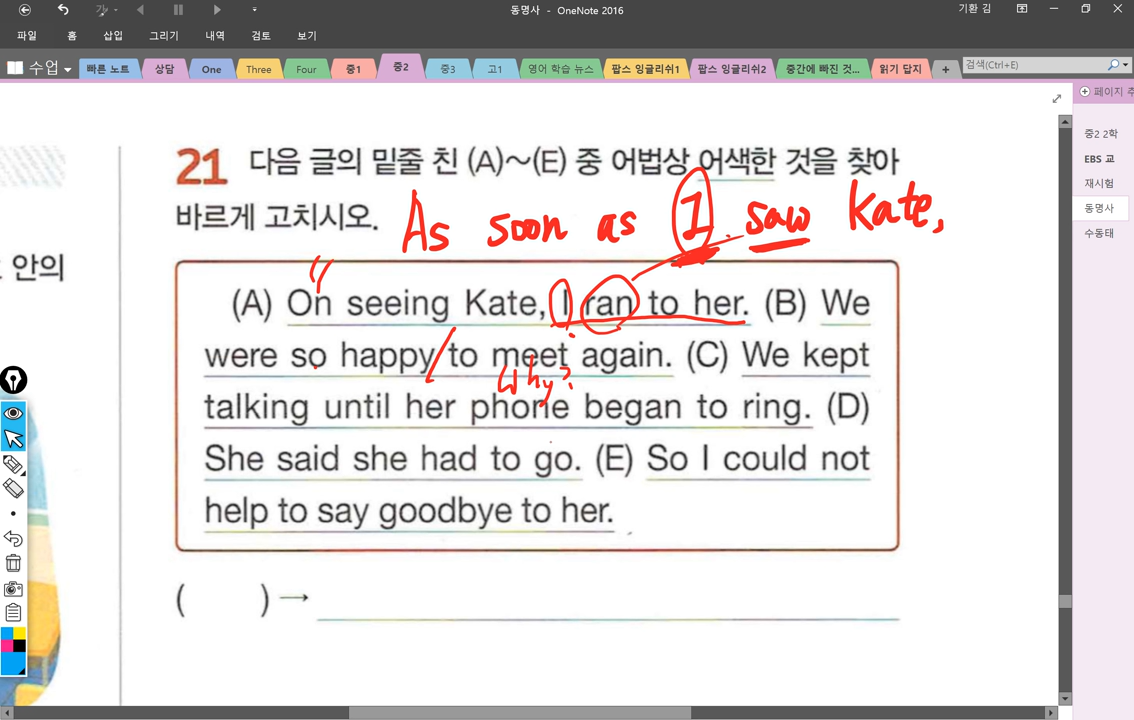 동명사 - OneNote 2016
기환 김
파일 홈 삽입 그리기 내역 검토 보기
수업 빠른 노트 상담 One Three Four 중1 중2 중3 고1 영어 학습 뉴스 팝스 잉글리쉬1 팝스 잉글리쉬2 중간에 빠진 것... 읽기 답지 + 검색(Ctrl+E)
페이지 추
중2 2학
EBS 교
재시험
동명사
수동태
안의
21 다음 글의 밑줄 친 (A)~(E) 중 어법상 어색한 것을 찾아
바르게 고치시오.
As soon as I saw Kate,
(A) On seeing Kate, I ran to her. (B) We
were so happy to meet again. (C) We kept
Why?
talking until her phone began to ring. (D)
She said she had to go. (E) So I could not
help to say goodbye to her.
( ) →